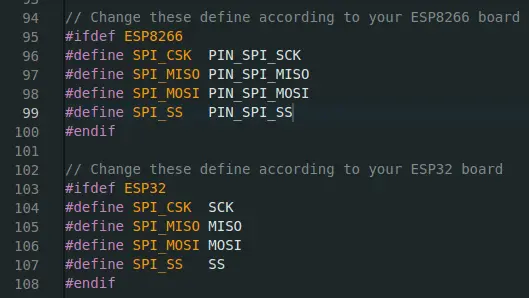 94 // Change these define according to your ESP8266 board
95 #ifdef ESP8266
96 #define SPI_CSK  PIN_SPI_SCK
97 #define SPI_MISO PIN_SPI_MISO
98 #define SPI_MOSI PIN_SPI_MOSI
99 #define SPI_SS   PIN_SPI_SS
100 #endif
101
102 // Change these define according to your ESP32 board
103 #ifdef ESP32
104 #define SPI_CSK  SCK
105 #define SPI_MISO MISO
106 #define SPI_MOSI MOSI
107 #define SPI_SS   SS
108 #endif